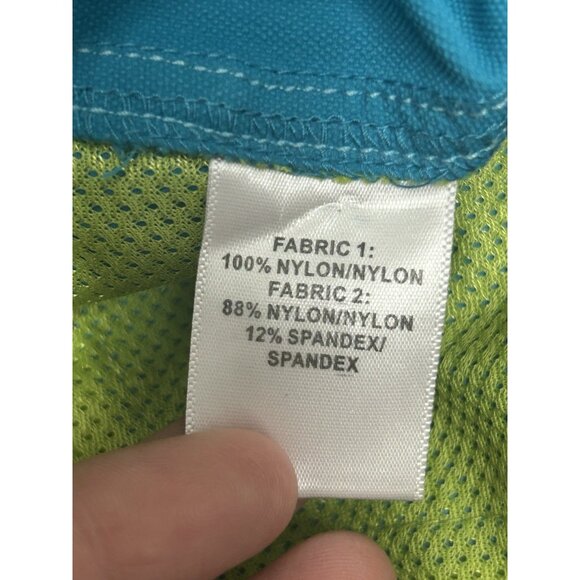 FABRIC 1:
100% NYLON/NYLON
FABRIC 2:
88% NYLON/NYLON
12% SPANDEX/
SPANDEX